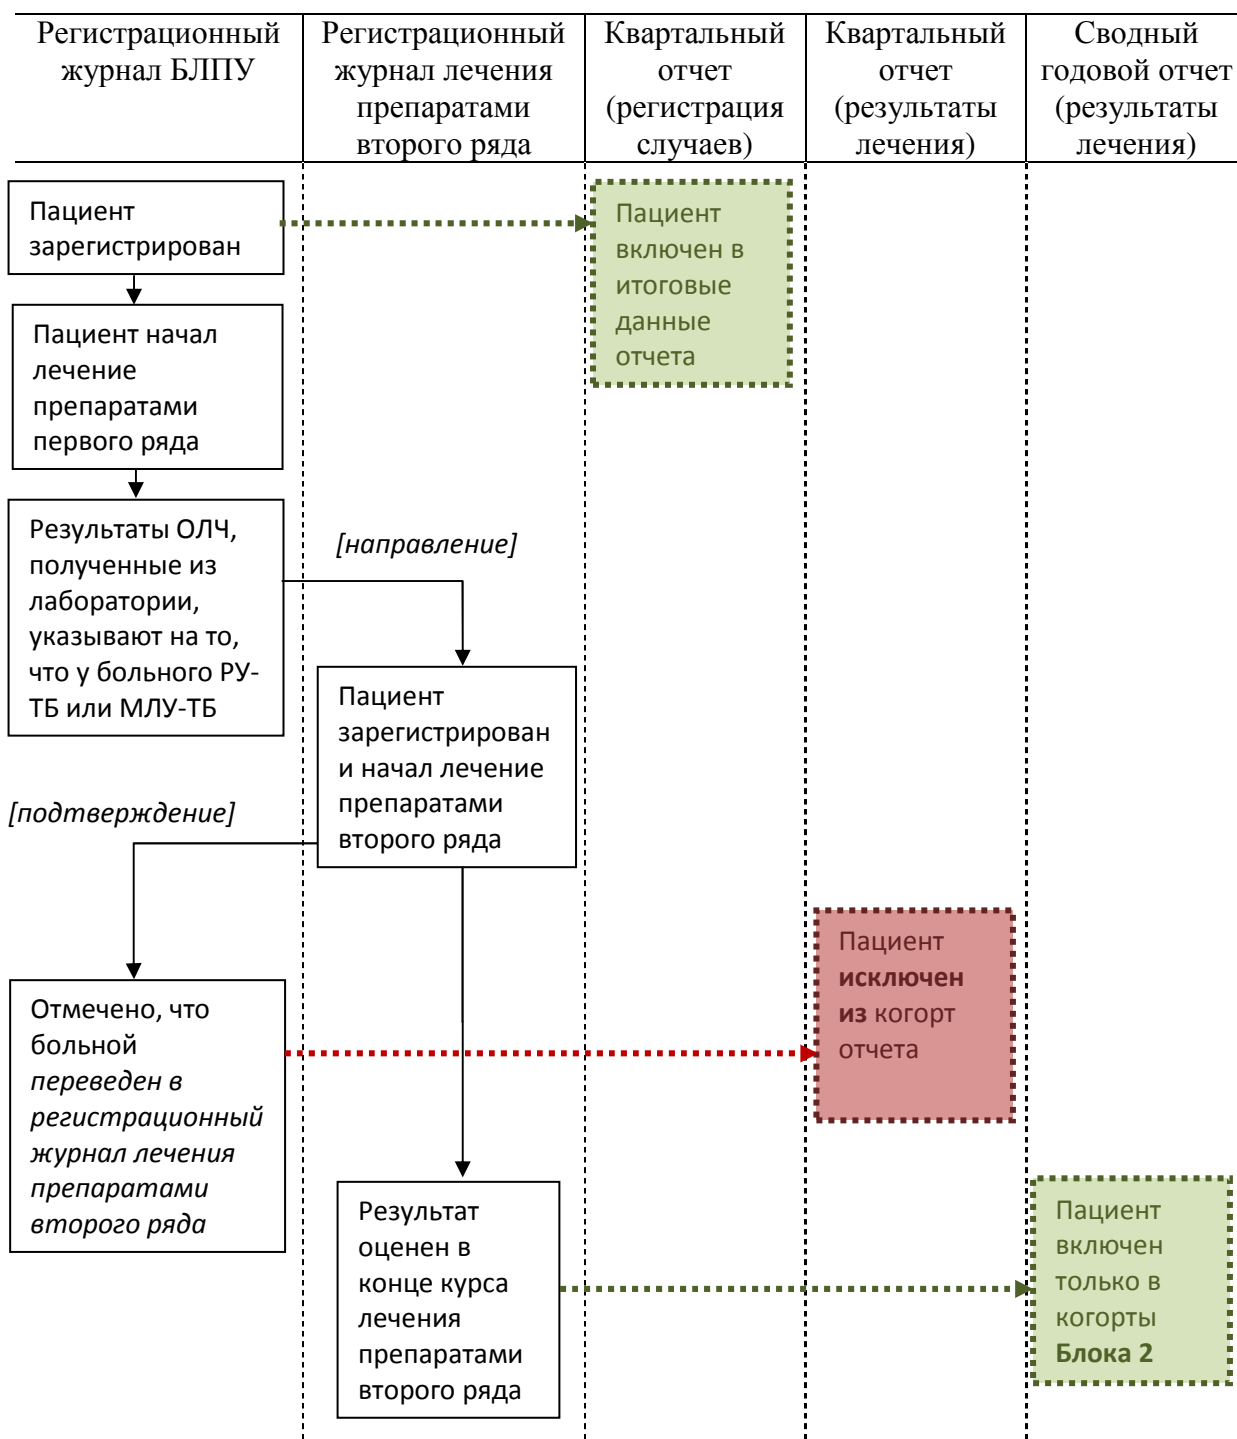 Регистрационный
журнал БЛПУ
Регистрационный
журнал лечения
препаратами
второго ряда
Квартальный
отчет
(регистрация
случаев)
Квартальный
отчет
(результаты
лечения)
Сводный
годовой отчет
(результаты
лечения)
Пациент
зарегистрирован
Пациент
включен в
итоговые
данные
отчета
Пациент начал
лечение
препаратами
первого ряда
Результаты ОЛЧ,
полученные из
лаборатории,
указывают на то,
что у больного РУ-
ТБ или МЛУ-ТБ
[направление]
Пациент
зарегистрирован
и начал лечение
препаратами
второго ряда
[подтверждение]
Пациент
исключен
из когорт
отчета
Отмечено, что
больной
переведен в
регистрационный
журнал лечения
препаратами
второго ряда
Результат
оценен в
конце курса
лечения
препаратами
второго ряда
Пациент
включен
только в
когорты
Блока 2